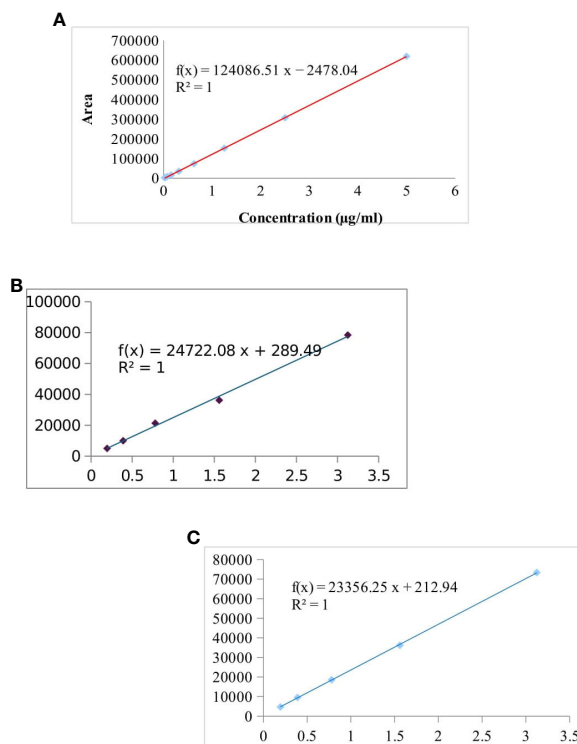 A
700000
600000
500000
400000
300000
200000
100000
0
Area
f(x) = 124086.51 x − 2478.04
R² = 1
0 1 2 3 4 5 6
Concentration (µg/ml)
B
100000
80000
60000
40000
20000
0
f(x) = 24722.08 x + 289.49
R² = 1
0 0.5 1 1.5 2 2.5 3 3.5
C
80000
70000
60000
50000
40000
30000
20000
10000
0
f(x) = 23356.25 x + 212.94
R² = 1
0 0.5 1 1.5 2 2.5 3 3.5